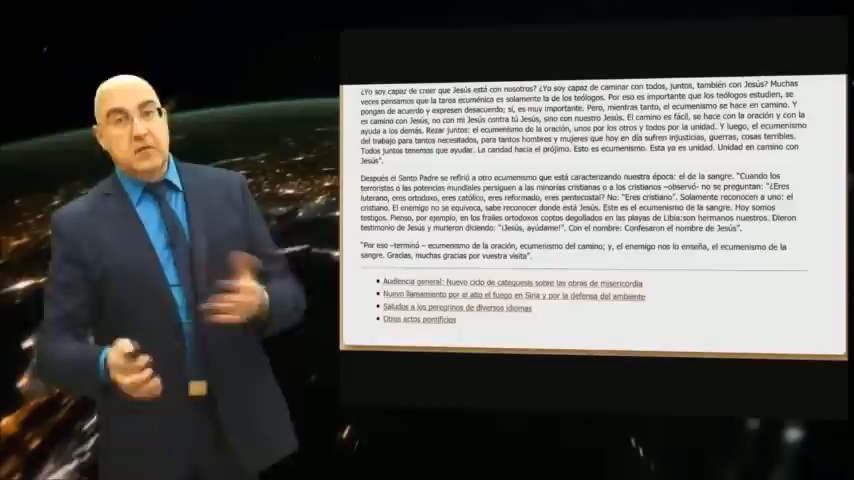 ¿Yo soy capaz de creer que Jesús está con nosotros? ¿Yo soy capaz de caminar con todos, juntos, también con Jesús? Muchas
veces pensamos que la tarea ecuménica es solamente la de los teólogos. Por eso es importante que los teólogos estudien, se
pongan de acuerdo y expresen desacuerdo; sí, es muy importante. Pero, mientras tanto, el ecumenismo se hace en camino. Y
es camino con Jesús, no con mi Jesús contra tú Jesús, sino con nuestro Jesús. El camino es fácil, se hace con la oración y con la
ayuda a los demás. Rezar juntos: el ecumenismo de la oración, unos por los otros y todos por la unidad. Y luego, el ecumenismo
del trabajo para tantos necesitados, para tantos hombres y mujeres que hoy en día sufren injusticias, guerras, cosas terribles.
Todos juntos tenemos que ayudar. La caridad hacia el prójimo. Esto es ecumenismo. Esta ya es unidad. Unidad en camino con
Jesús".
Después el Santo Padre se refirió a otro ecumenismo que está caracterizando nuestra época: el de la sangre. "Cuando los
terroristas o las potencias mundiales persiguen a las minorías cristianas o a los cristianos –observó- no se preguntan: "¿Eres
luterano, eres ortodoxo, eres católico, eres reformado, eres pentecostal? No: "Eres cristiano". Solamente reconocen a uno: el
cristiano. El enemigo no se equivoca, sabe reconocer donde está Jesús. Este es el ecumenismo de la sangre. Hoy somos
testigos. Pienso, por ejemplo, en los frailes ortodoxos coptos degollados en las playas de Libia:son hermanos nuestros. Dieron
testimonio de Jesús y murieron diciendo: "¡Jesús, ayúdame!". Con el nombre: Confesaron el nombre de Jesús".
"Por eso –terminó – ecumenismo de la oración, ecumenismo del camino; y, el enemigo nos lo enseña, el ecumenismo de la
sangre. Gracias, muchas gracias por vuestra visita".
Audiencia general: Nuevo ciclo de catequesis sobre las obras de misericordia
Nuevo llamamiento por el alto el fuego en Siria y por la defensa del ambiente
Saludos a los peregrinos de diversos idiomas
Otros actos pontificios